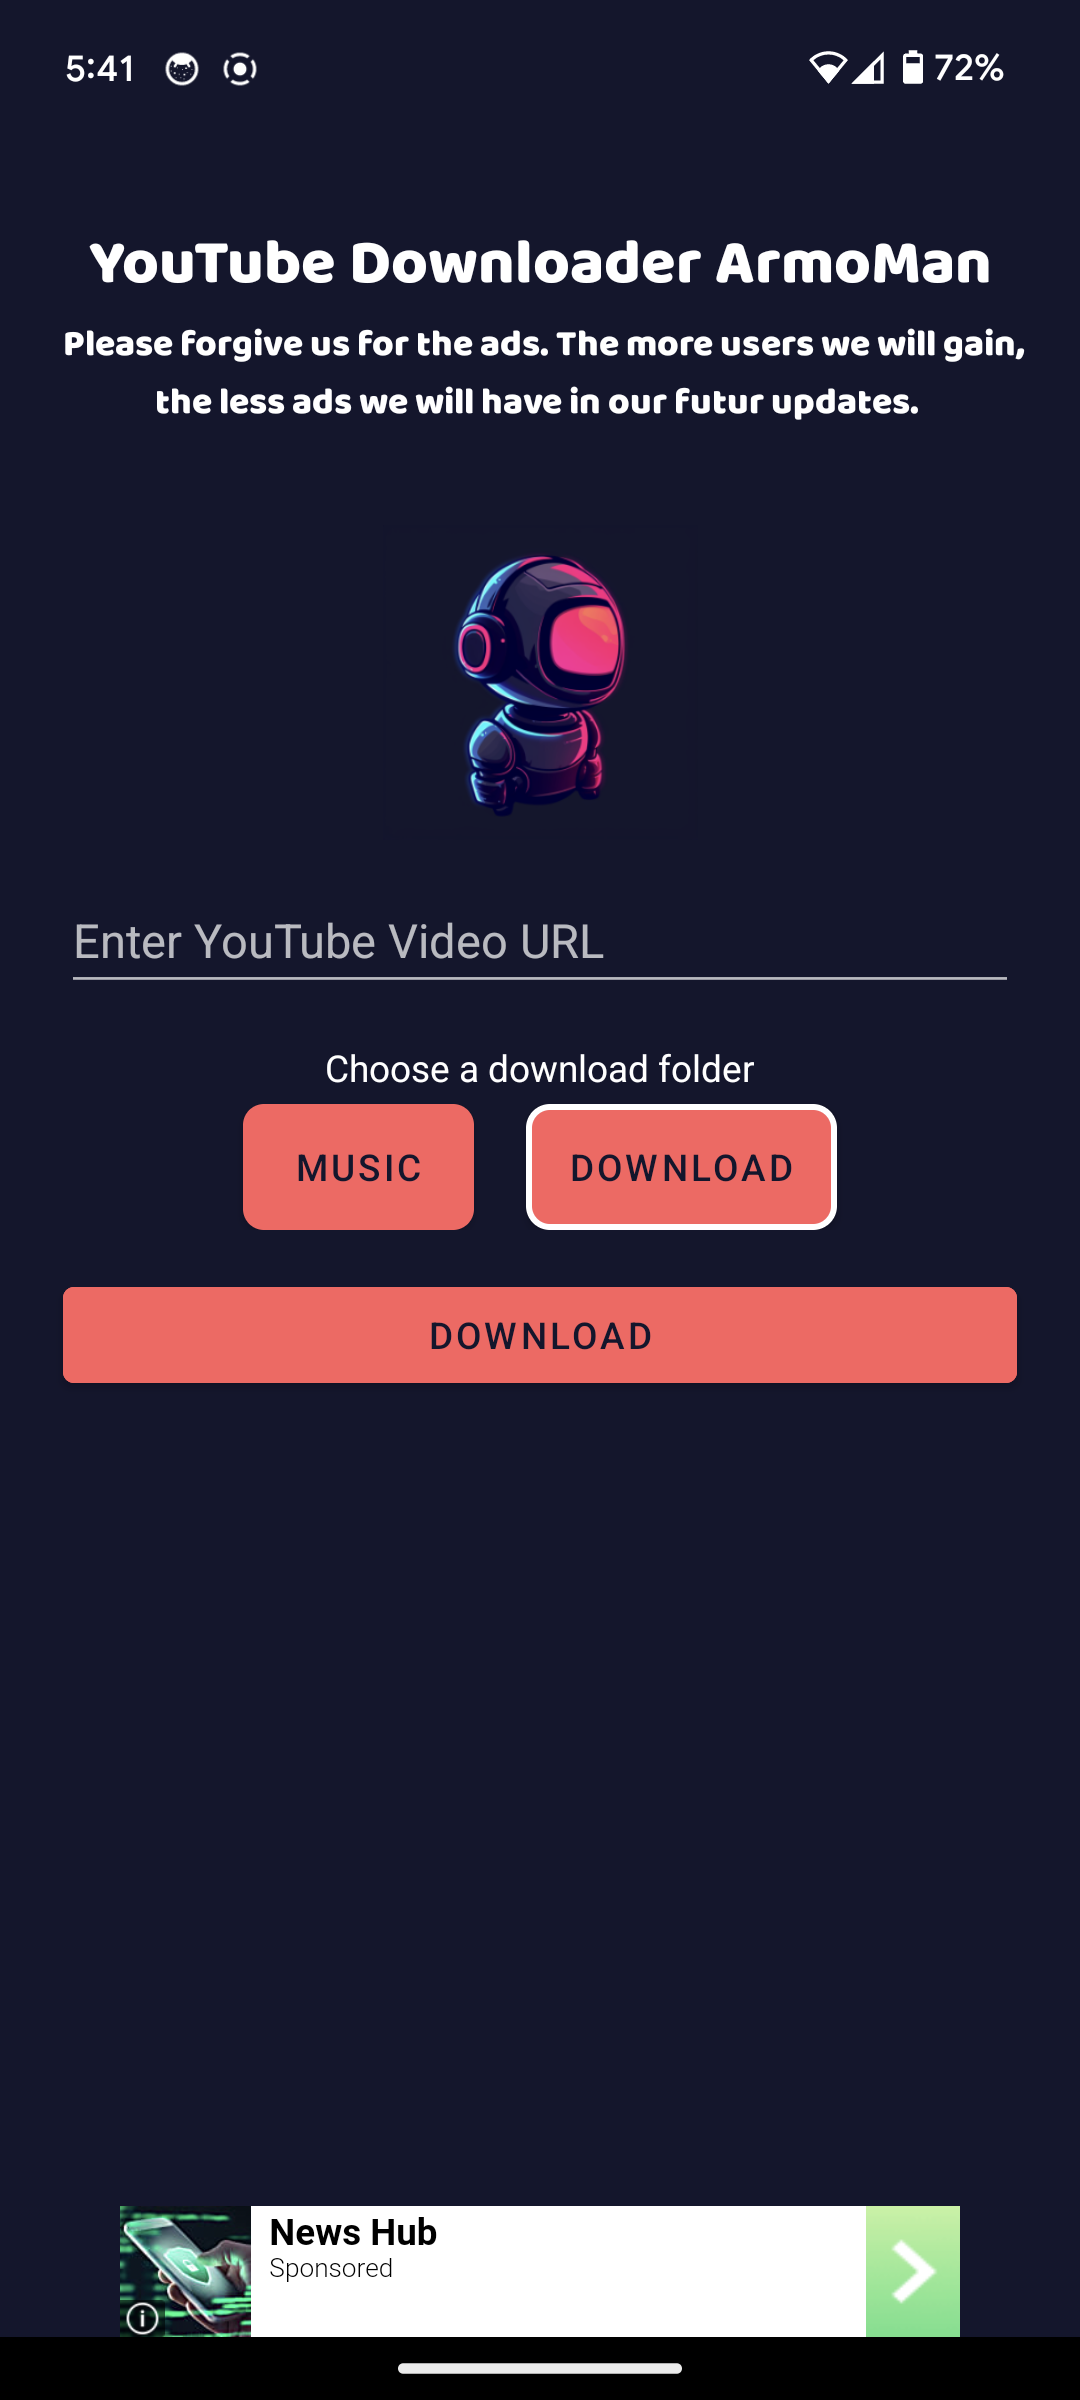 5:41
72%
YouTube Downloader ArmoMan
Please forgive us for the ads. The more users we will gain,
the less ads we will have in our futur updates.
Enter YouTube Video URL
Choose a download folder
MUSIC
DOWNLOAD
DOWNLOAD
News Hub
Sponsored